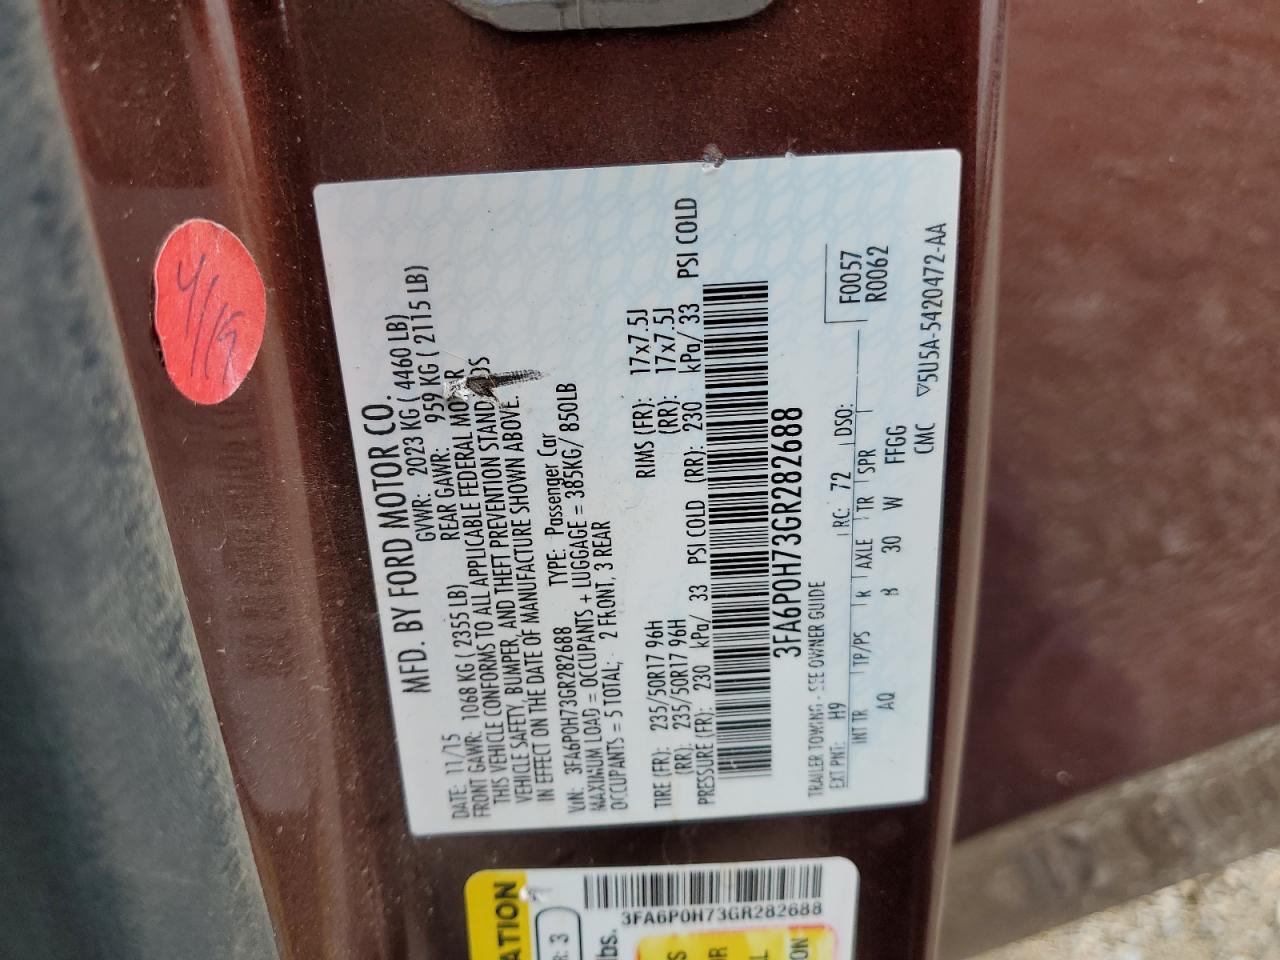 4/19
MFD. BY FORD MOTOR CO.
DATE: 11/15 GVWR: 2023 KG ( 4460 LB)
FRONT GAWR: 1068 KG ( 2355 LB) REAR GAWR: 959 KG ( 2115 LB)
THIS VEHICLE CONFORMS TO ALL APPLICABLE FEDERAL MOTOR
VEHICLE SAFETY, BUMPER, AND THEFT PREVENTION STANDARDS
IN EFFECT ON THE DATE OF MANUFACTURE SHOWN ABOVE.
VIN: 3FA6P0H73GR282688 TYPE: Passenger Car
MAXIMUM LOAD = OCCUPANTS + LUGGAGE = 385KG/ 850LB
OCCUPANTS = 5 TOTAL; 2 FRONT, 3 REAR
TIRE (FR): 235/50R17 96H RIMS (FR): 17x7.5J
(RR): 235/50R17 96H (RR): 17x7.5J
PRESSURE (FR): 230 kPa/ 33 PSI COLD (RR): 230 kPa/ 33 PSI COLD
3FA6P0H73GR282688
TRAILER TOWING - SEE OWNER GUIDE
EXT PNT: H9 RC: 72 DSO: F0057
R0062
INT TR TP/PS R AXLE TR SPR
AQ 30 W FFGG
CMC ▽5U5A-5420472-AA
ATION
R 3
lbs.
3FA6P0H73GR282688
S
OR
L
ON